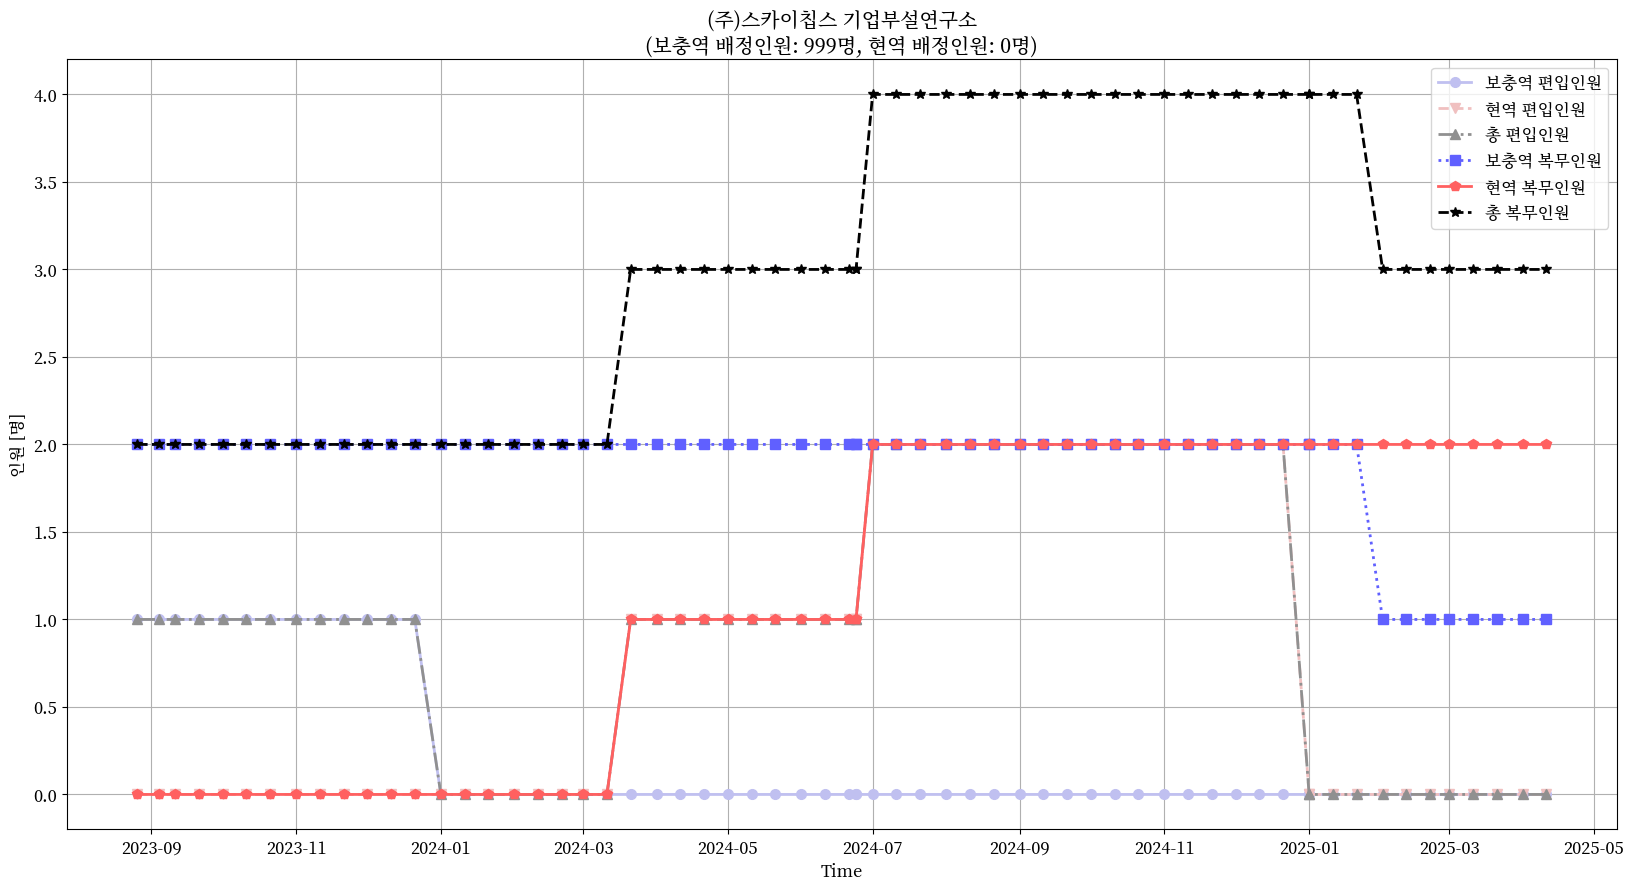 (주)스카이칩스 기업부설연구소
(보충역 배정인원: 999명, 현역 배정인원: 0명)
보충역 편입인원
현역 편입인원
총 편입인원
보충역 복무인원
현역 복무인원
총 복무인원
인원 [명]
4.0
3.5
3.0
2.5
2.0
1.5
1.0
0.5
0.0
2023-09
2023-11
2024-01
2024-03
2024-05
2024-07
2024-09
2024-11
2025-01
2025-03
2025-05
Time